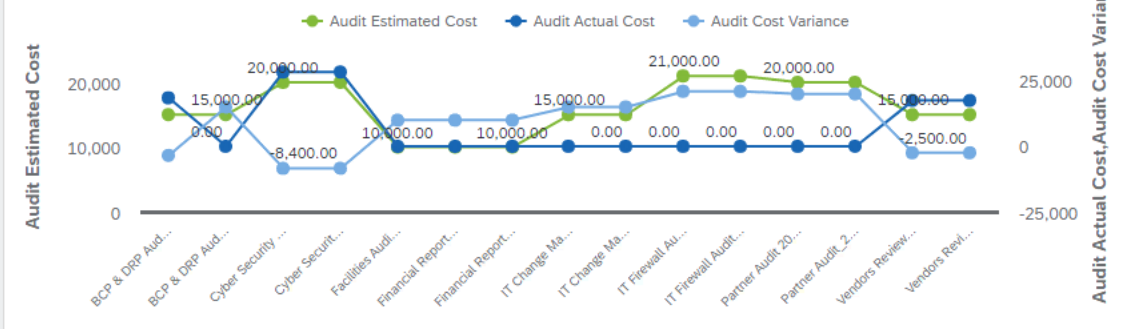 Audit Estimated Cost
Audit Actual Cost
Audit Cost Variance
Audit Estimated Cost
20,000
10,000
0
20,000.00
15,000.00
0.00
-8,400.00
10,000.00
10,000.00
15,000.00
0.00
21,000.00
0.00
0.00
20,000.00
0.00
0.00
15,000.00
-2,500.00
25,000
0
-25,000
Audit Actual Cost,Audit Cost Varian
BCP & DRP Aud...
BCP & DRP Aud...
Cyber Security ...
Cyber Securit...
Facilities Audi...
Financial Report...
Financial Report...
IT Change Ma...
IT Change Ma...
IT Firewall Au...
IT Firewall Audit...
Partner Audit 20...
Partner Audit_2...
Vendors Review...
Vendors Revi...